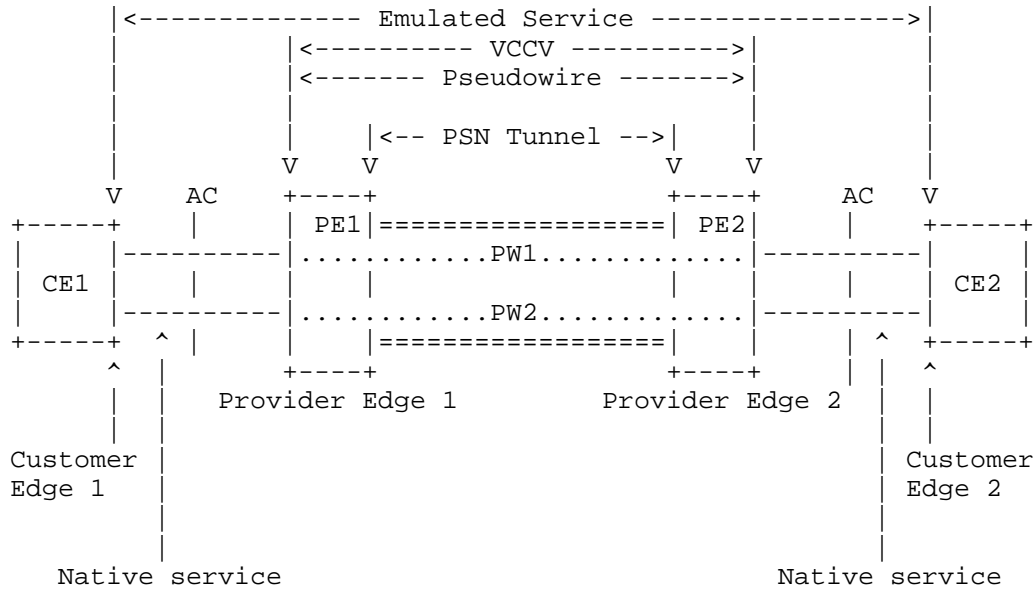 |<-------------- Emulated Service ---------------->|
|<---------- VCCV ---------->|
|<------- Pseudowire ------->|
|<-- PSN Tunnel -->|
V V V V
V AC +----+ +----+ AC V
+-----+ | | PE1|==================| PE2| | +-----+
| |----------|............PW1.............|----------| |
| CE1 | | | | | | | | CE2 |
| |----------|............PW2.............|----------| |
+-----+ ^ | | |==================| | | ^ +-----+
^ | +----+ +----+ | | ^
| | Provider Edge 1 Provider Edge 2 | |
Customer | | Customer
Edge 1 | | Edge 2
Native service Native service